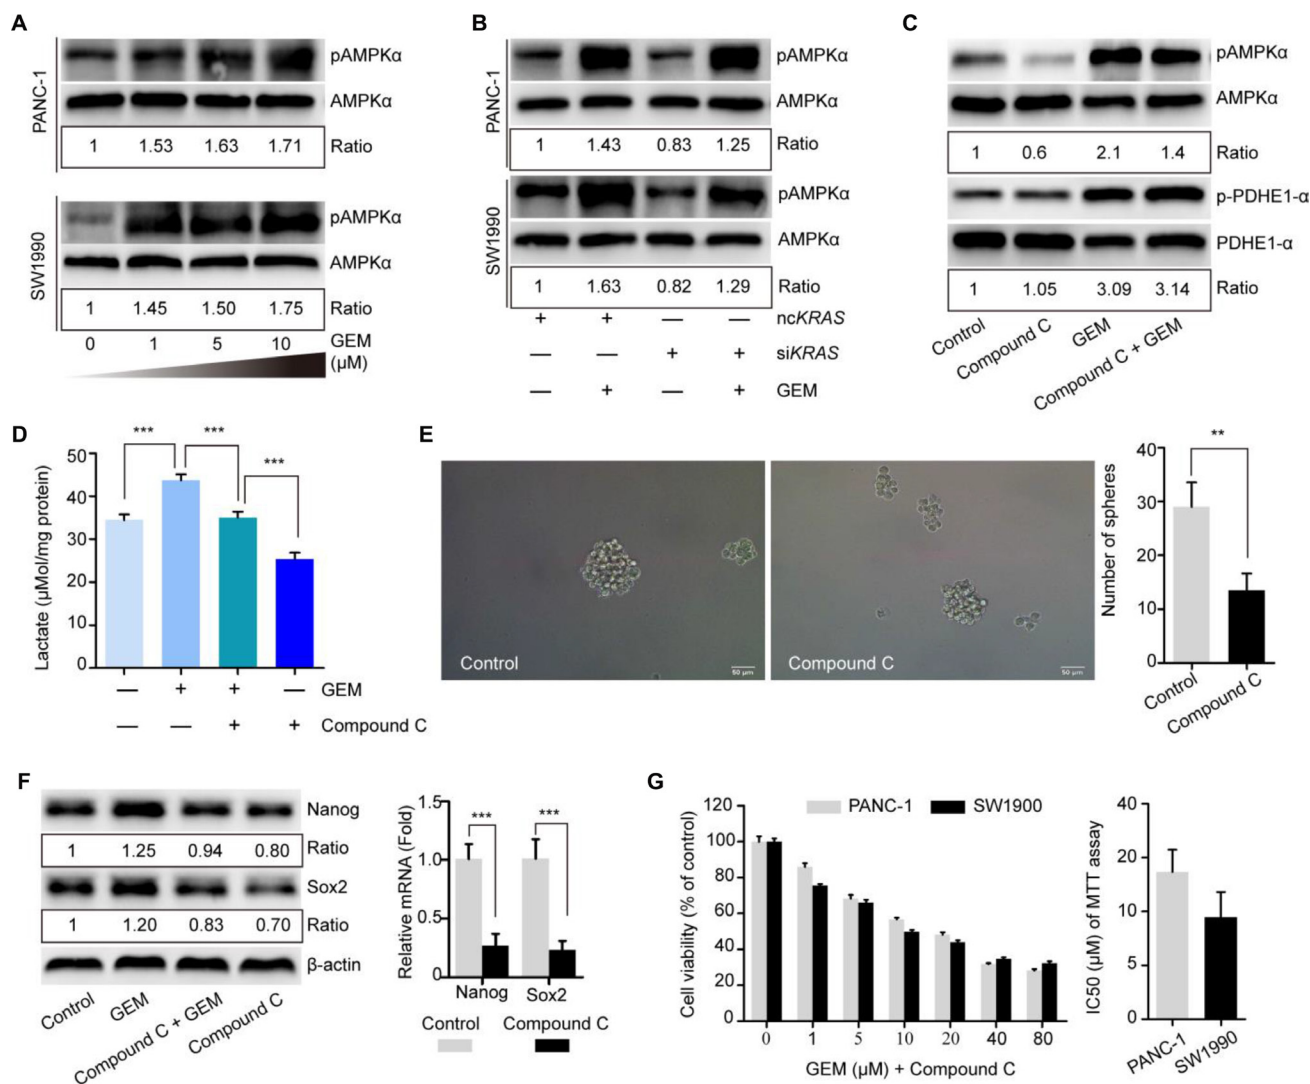 A
PANC-1
pAMPKα
AMPKα
1 1.53 1.63 1.71 Ratio
SW1990
pAMPKα
AMPKα
1 1.45 1.50 1.75 Ratio
0 1 5 10 GEM
(μM)
B
PANC-1
pAMPKα
AMPKα
1 1.43 0.83 1.25 Ratio
SW1990
pAMPKα
AMPKα
1 1.63 0.82 1.29 Ratio
+ + — — ncKRAS
— — + + siKRAS
— + — + GEM
C
pAMPKα
AMPKα
1 0.6 2.1 1.4 Ratio
p-PDHE1-α
PDHE1-α
1 1.05 3.09 3.14 Ratio
Control
Compound C
GEM
Compound C + GEM
D
Lactate (μMol/mg protein)
50
40
30
20
10
0
*** *** ***
— + + — GEM
— — + + Compound C
E
Control
50 μm
Compound C
50 μm
Number of spheres
40
30
20
10
0
**
Control
Compound C
F
Nanog
1 1.25 0.94 0.80 Ratio
Sox2
1 1.20 0.83 0.70 Ratio
β-actin
Control
GEM
Compound C + GEM
Compound C
Relative mRNA (Fold)
1.5
1.0
0.5
0
*** ***
Nanog Sox2
Control Compound C
G
PANC-1 SW1900
Cell viability (% of control)
120
100
80
60
40
20
0
0 1 5 10 20 40 80
GEM (μM) + Compound C
IC50 (μM) of MTT assay
40
20
10
5
0
PANC-1
SW1990